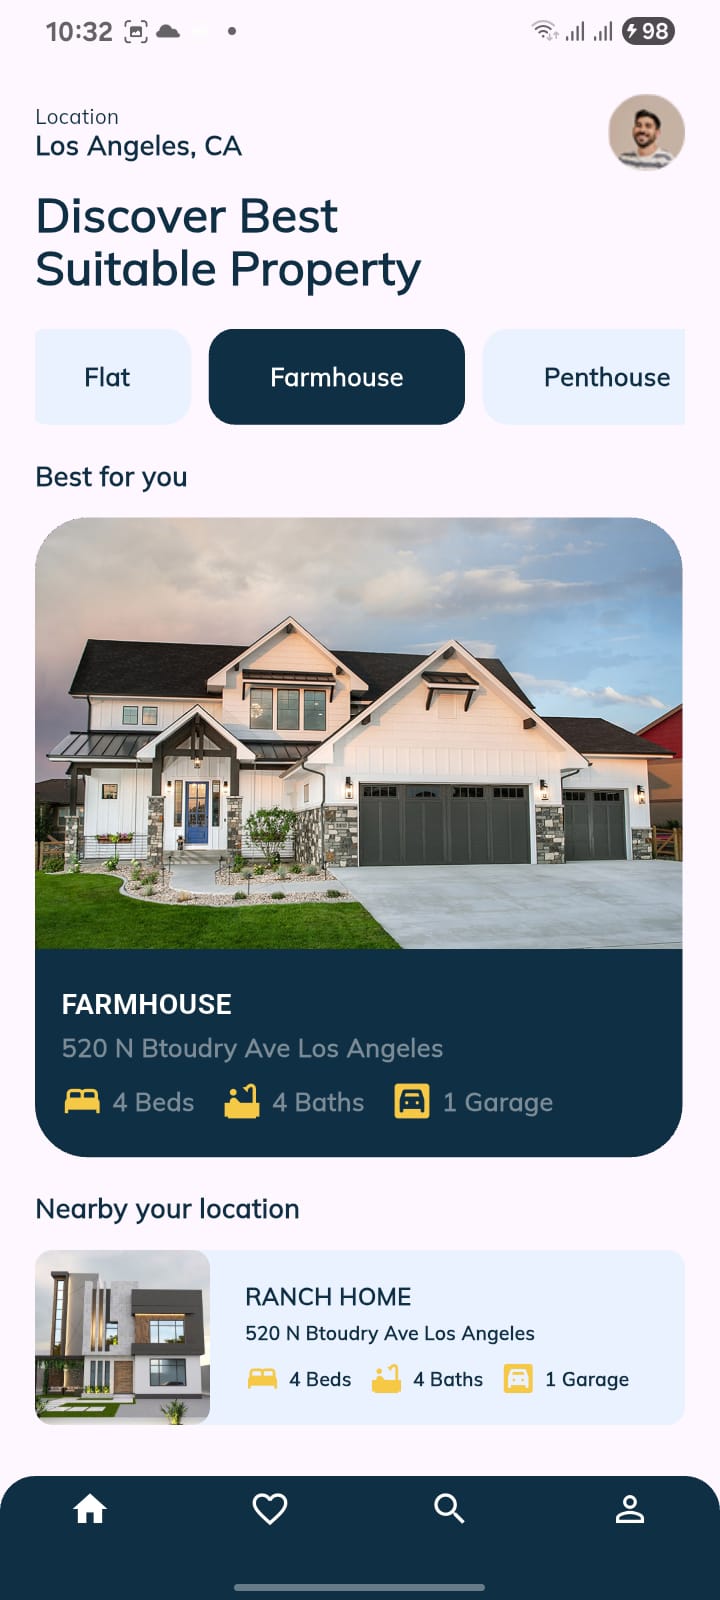 10:32
98
Location
Los Angeles, CA
Discover Best
Suitable Property
Flat
Farmhouse
Penthouse
Best for you
FARMHOUSE
520 N Btoudry Ave Los Angeles
4 Beds
4 Baths
1 Garage
Nearby your location
RANCH HOME
520 N Btoudry Ave Los Angeles
4 Beds
4 Baths
1 Garage